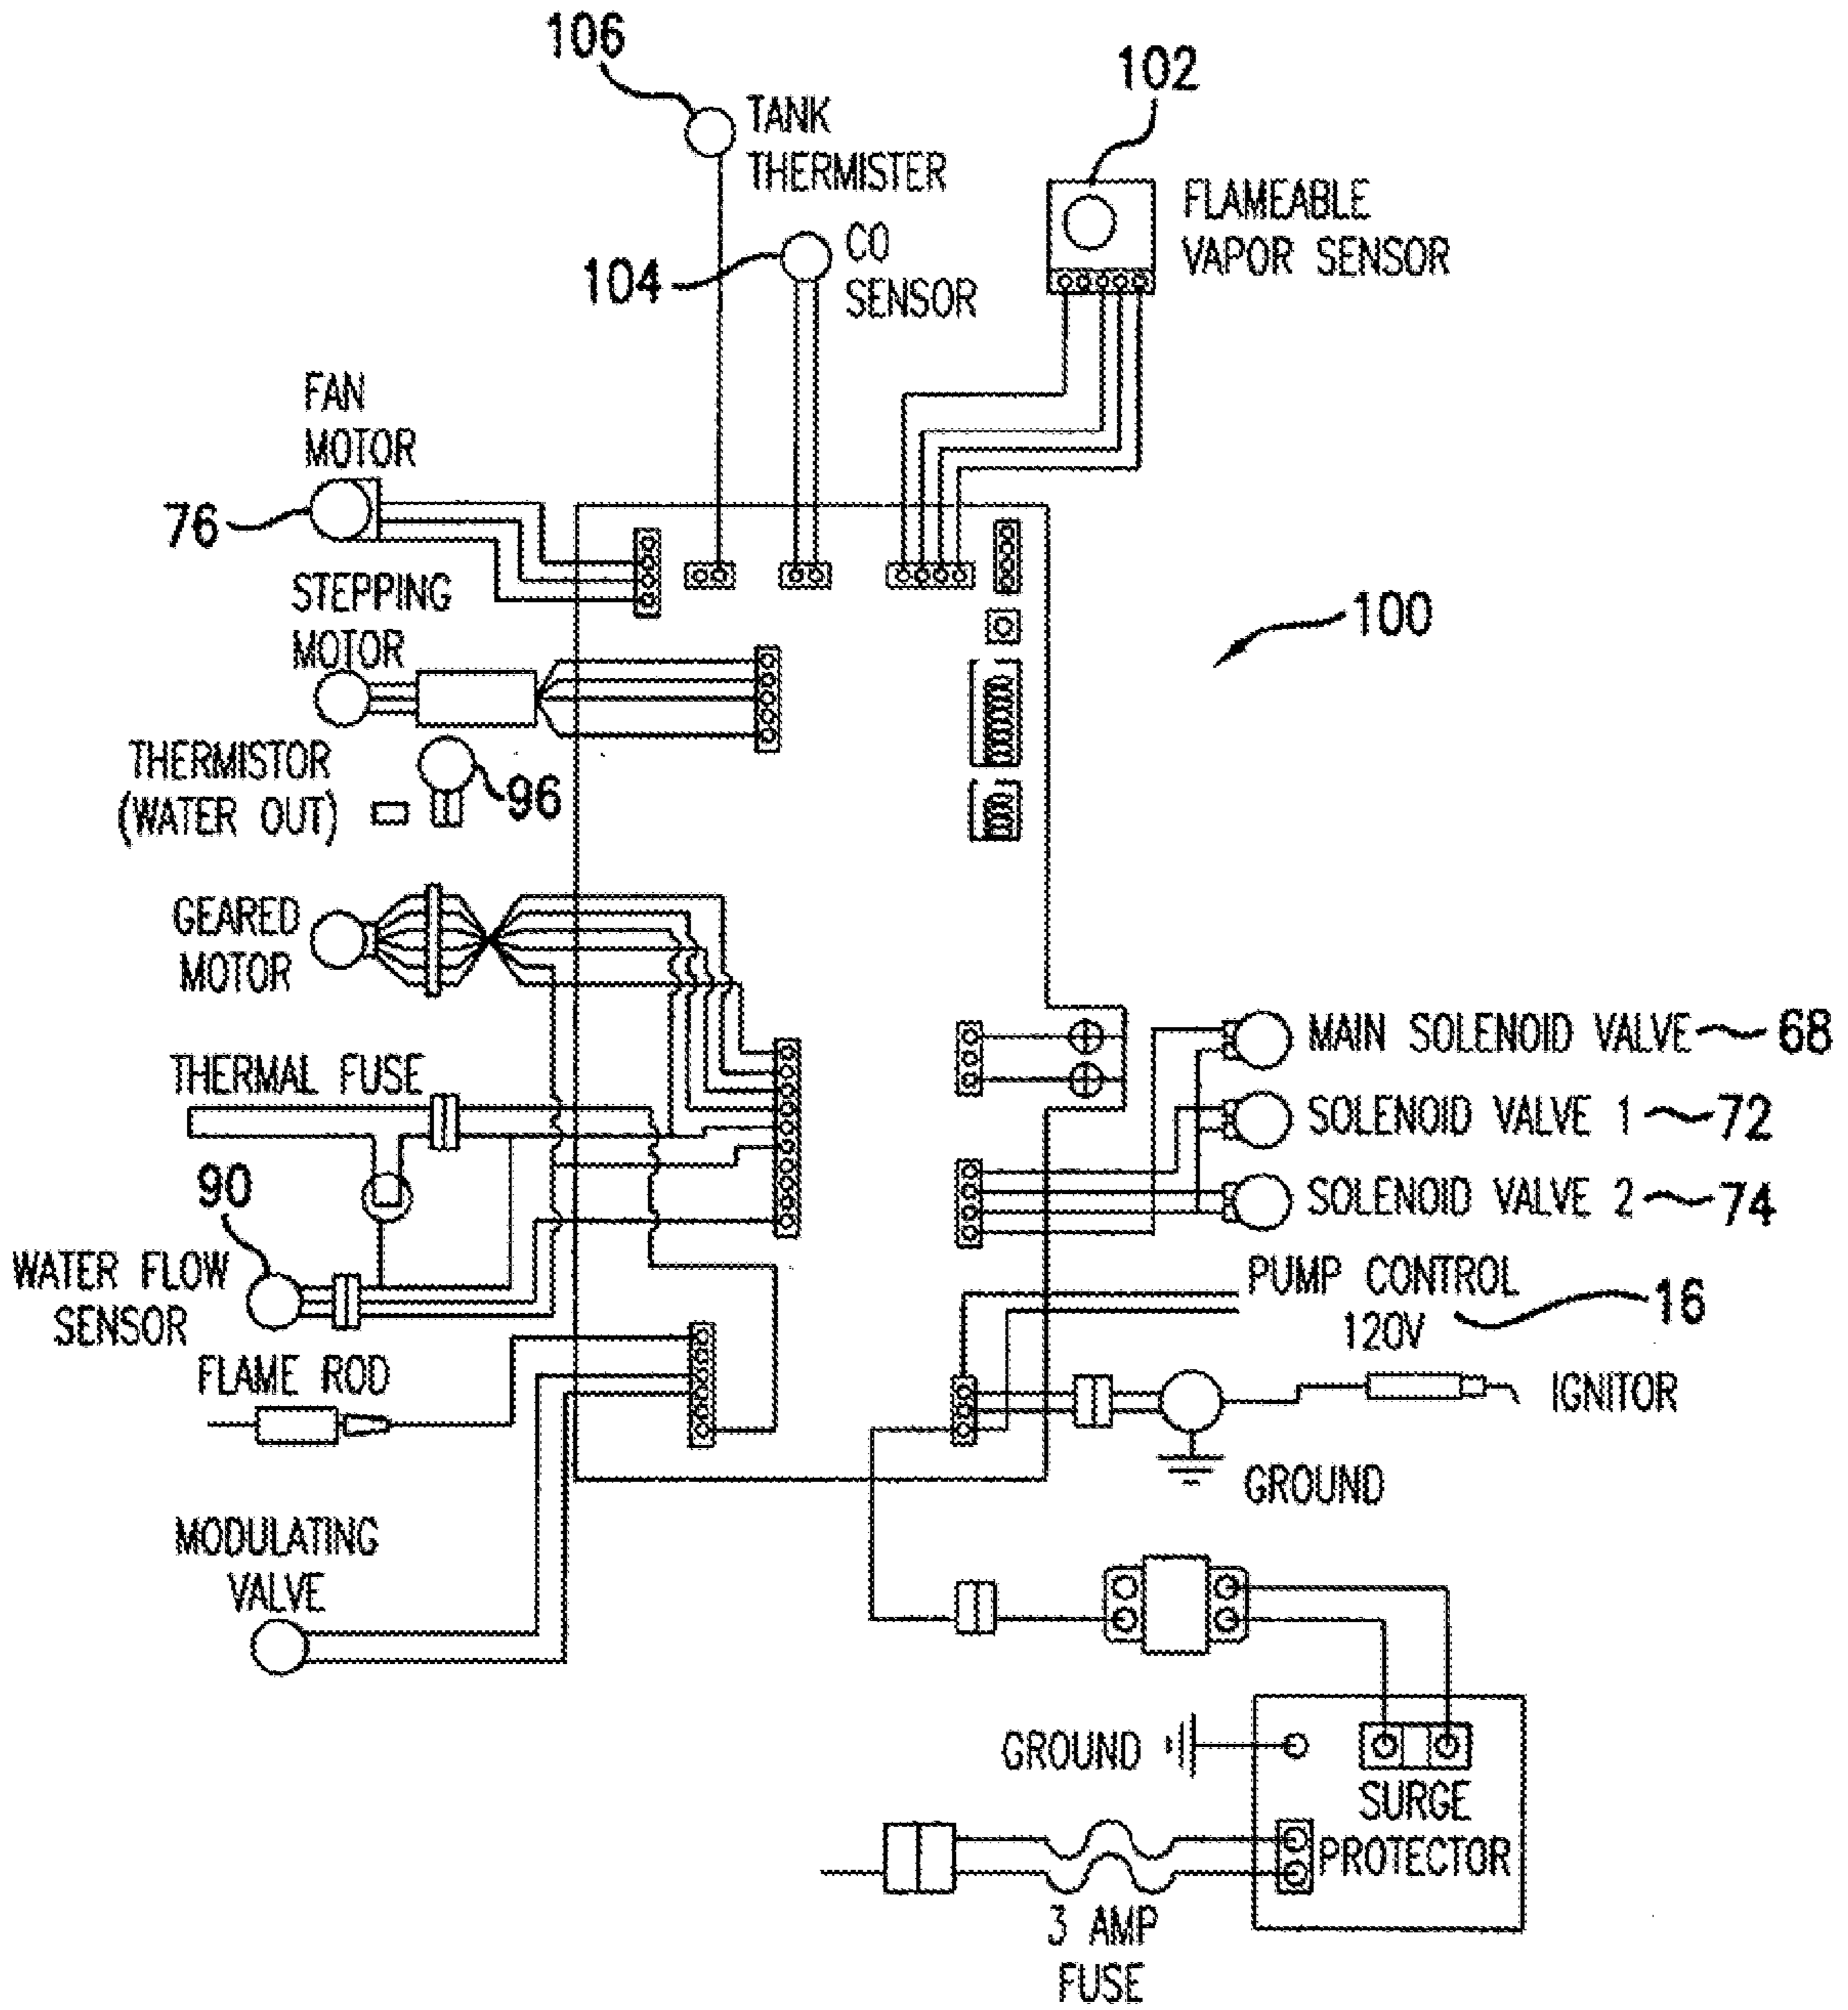 106
102
TANK
THERMISTER
FLAMEABLE
VAPOR SENSOR
CO
SENSOR
104
FAN
MOTOR
76
STEPPING
MOTOR
100
THERMISTOR
(WATER OUT)
96
GEARED
MOTOR
MAIN SOLENOID VALVE 68
THERMAL FUSE
SOLENOID VALVE 1 72
90
SOLENOID VALVE 2 74
WATER FLOW
SENSOR
PUMP CONTROL
120V
16
FLAME ROD
IGNITOR
GROUND
MODULATING
VALVE
GROUND
SURGE
PROTECTOR
3 AMP
FUSE